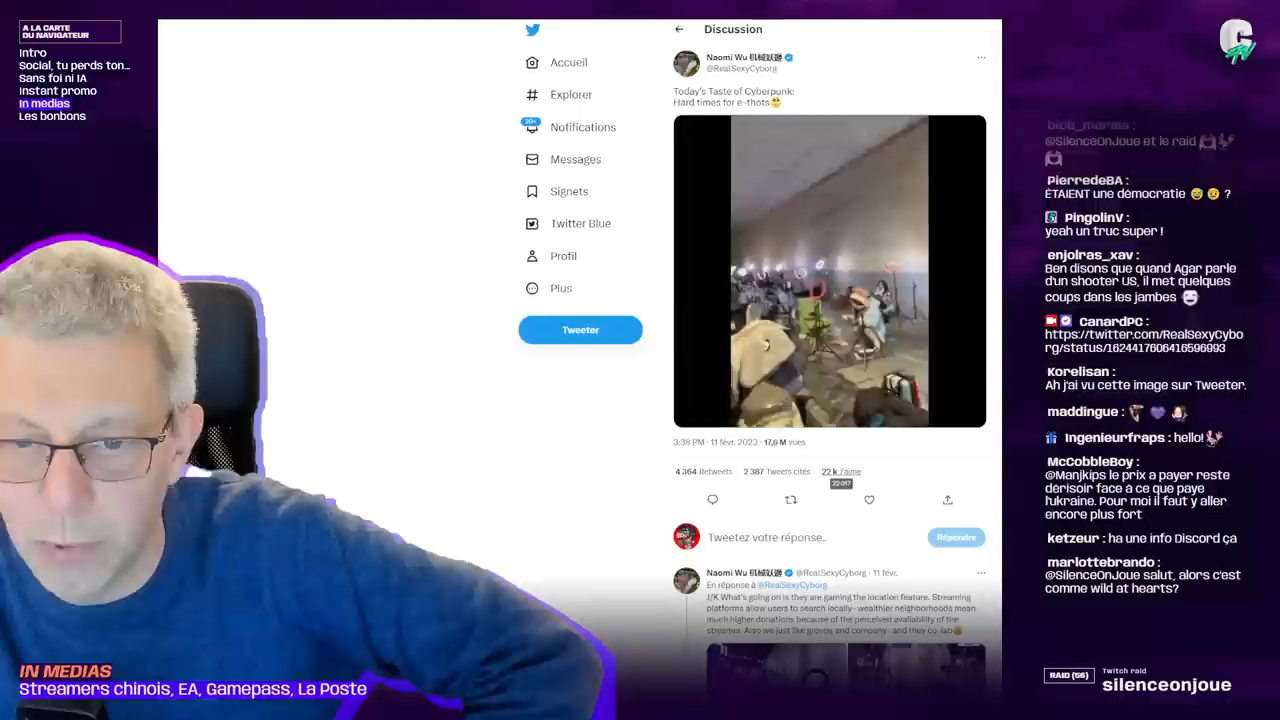 A LA CARTE
DU NAVIGATEUR
Intro
Social, tu perds ton...
Sans foi ni IA
Instant promo
In medias
Les bonbons
Accueil
Explorer
20+
Notifications
Messages
Signets
Twitter Blue
Profil
Plus
Tweeter
Discussion
Naomi Wu 机械妖姬
@RealSexyCyborg
Today's Taste of Cyberpunk:
Hard times for e-thots
3:38 PM · 11 févr. 2023 · 17,6 M vues
4 364 Retweets 2 387 Tweets cités 22 k J'aime
22 017
Tweetez votre réponse..
Répondre
Naomi Wu 机械妖姬 @RealSexyCyborg · 11 févr.
En réponse à @RealSexyCyborg
J/K What's going on is they are gaming the location feature. Streaming
platforms allow users to search locally- wealthier neighborhoods mean
much higher donations because of the perceived availability of the
streamer. Also we just like groups and company- and they co-lab
blob_marais :
@SilenceOnJoue et le raid
PierredeBA :
ÉTAIENT une démocratie ?
PingolinV :
yeah un truc super !
enjolras_xav :
Ben disons que quand Agar parle
d'un shooter US, il met quelques
coups dans les jambes
CanardPC :
https://twitter.com/RealSexyCybo
rg/status/1624417606416596993
Korelisan :
Ah j'ai vu cette image sur Tweeter.
maddingue :
Ingenieurfraps : hello!
McCobbleBoy :
@Manjkips le prix a payer reste
dérisoir face à ce que paye
l'ukraine. Pour moi il faut y aller
encore plus fort
ketzeur : ha une info Discord ça
marlottebrando :
@SilenceOnJoue salut, alors c'est
comme wild at hearts?
RAID (56)
Twitch raid
silenceonjoue
IN MEDIAS
Streamers chinois, EA, Gamepass, La Poste